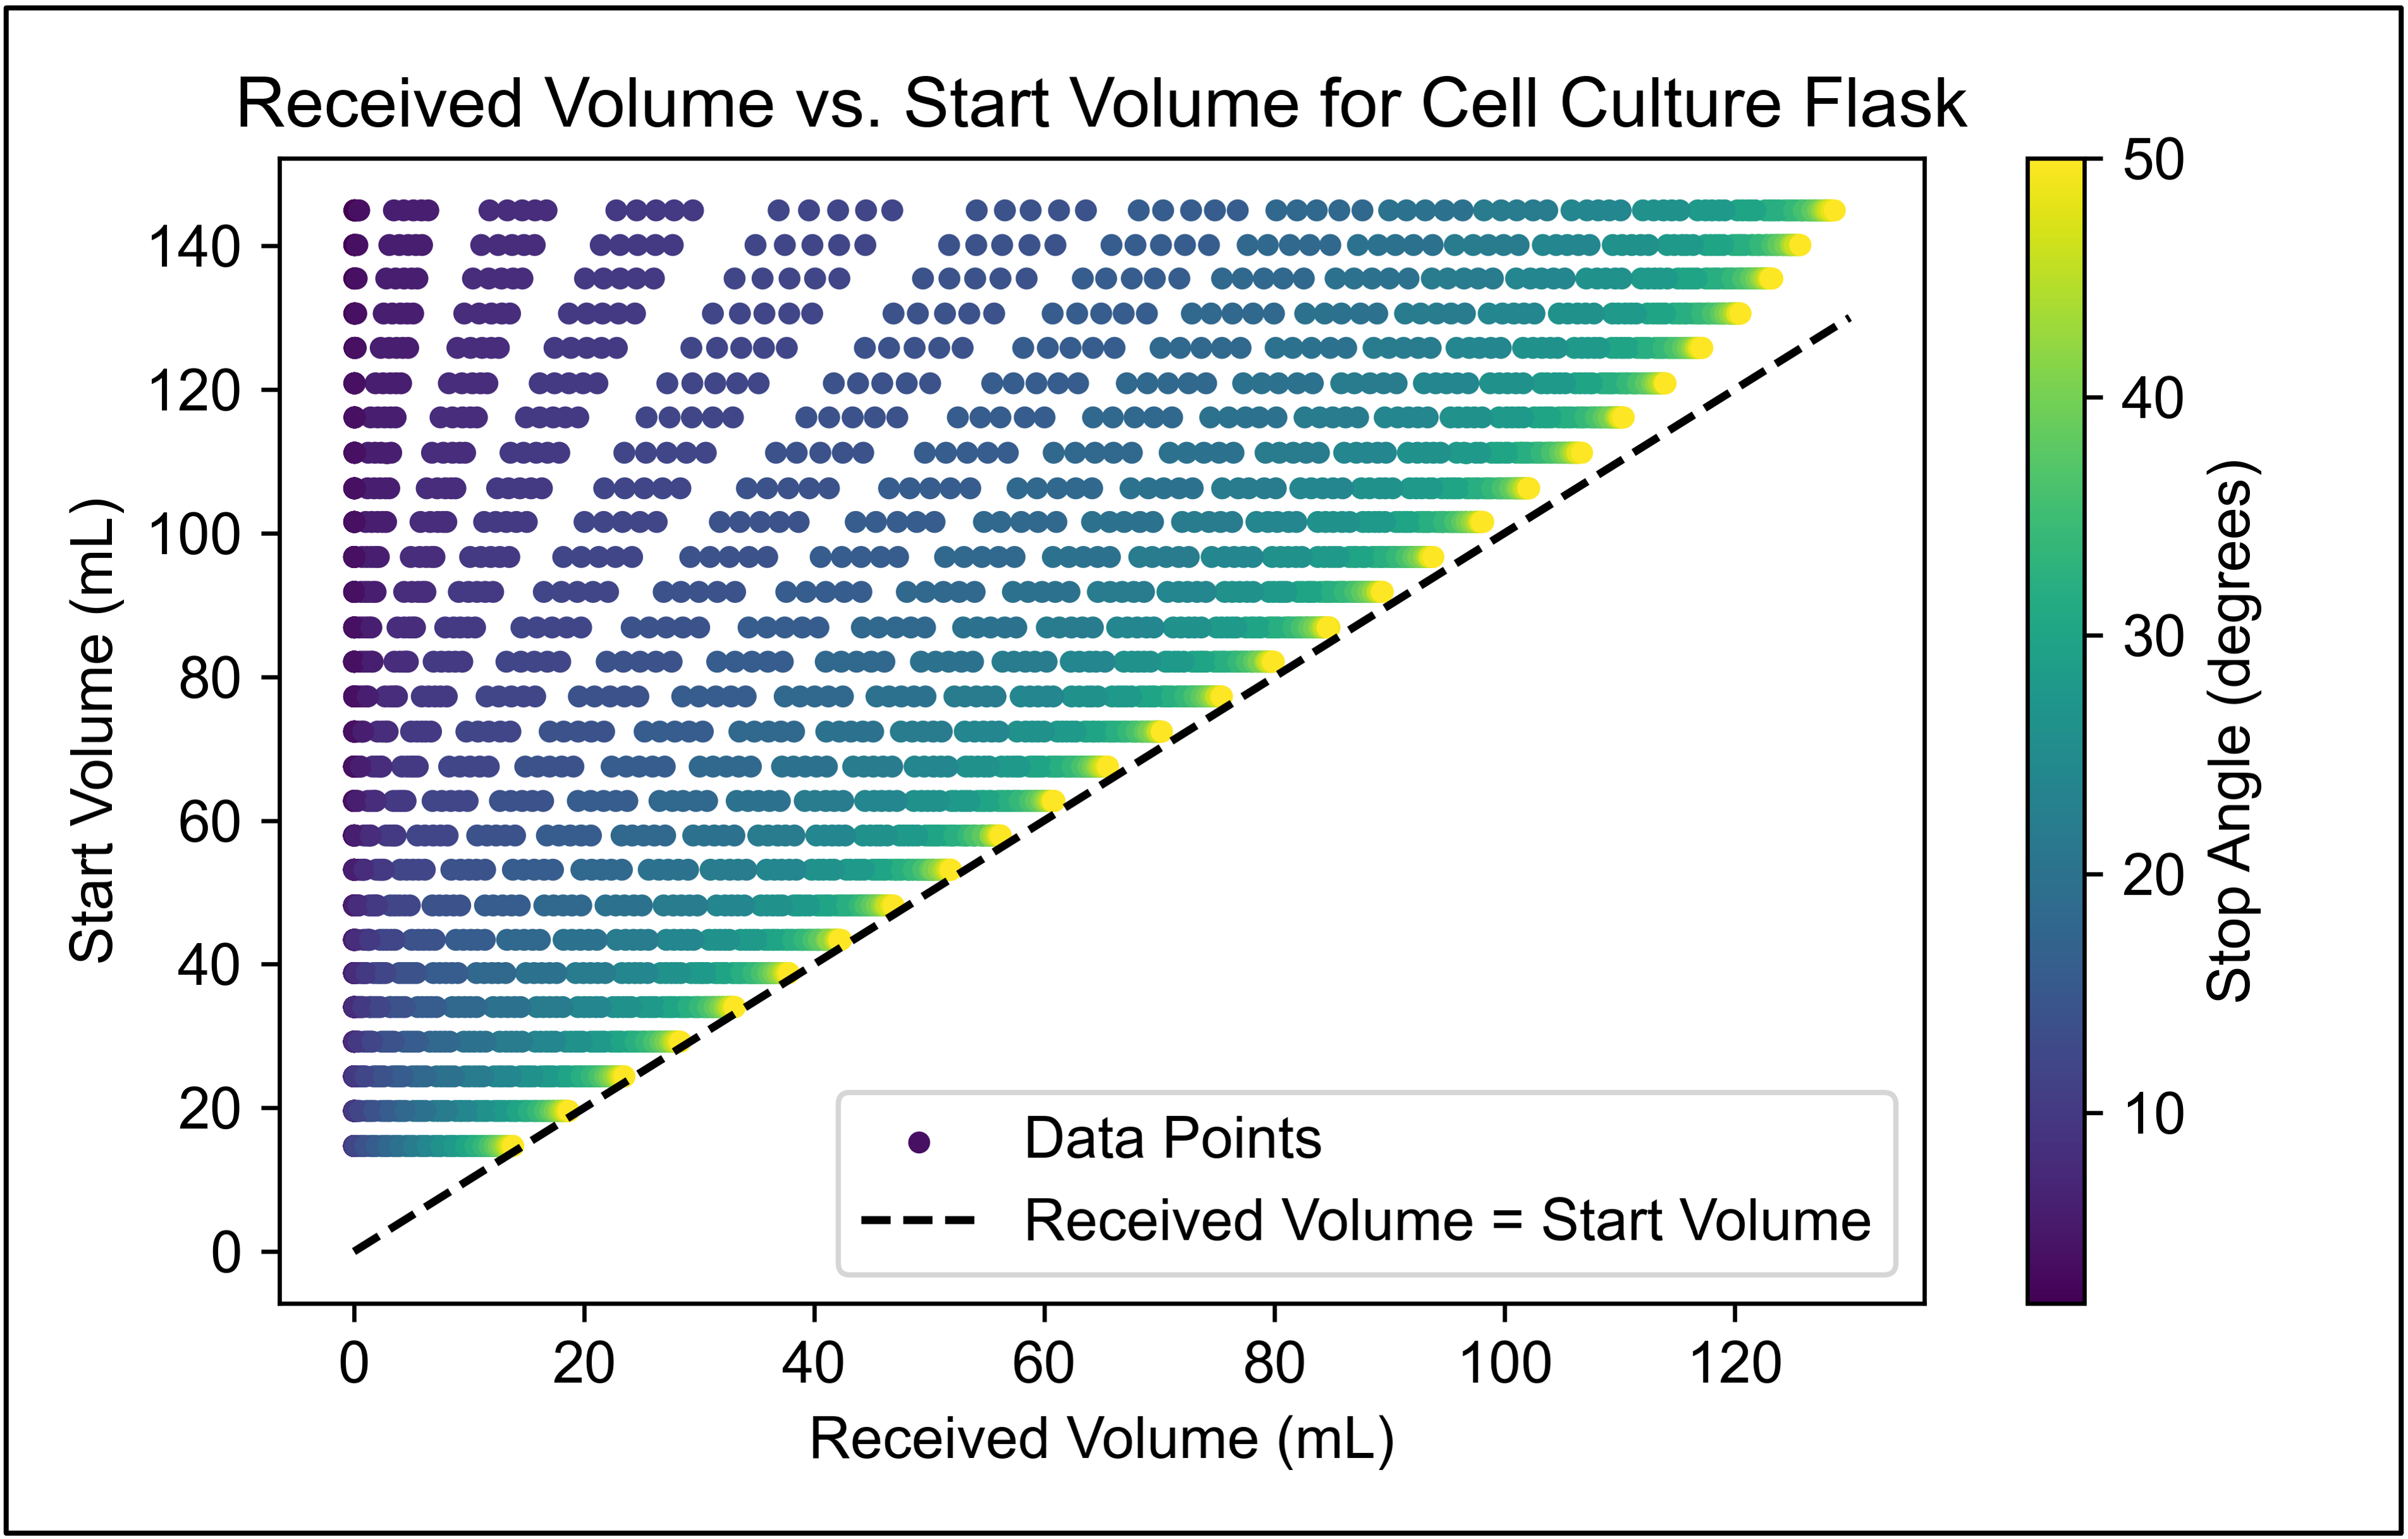 Received Volume vs. Start Volume for Cell Culture Flask
Start Volume (mL)
140
120
100
80
60
40
20
0
Data Points
Received Volume = Start Volume
0 20 40 60 80 100 120
Received Volume (mL)
50
40
30
20
10
Stop Angle (degrees)